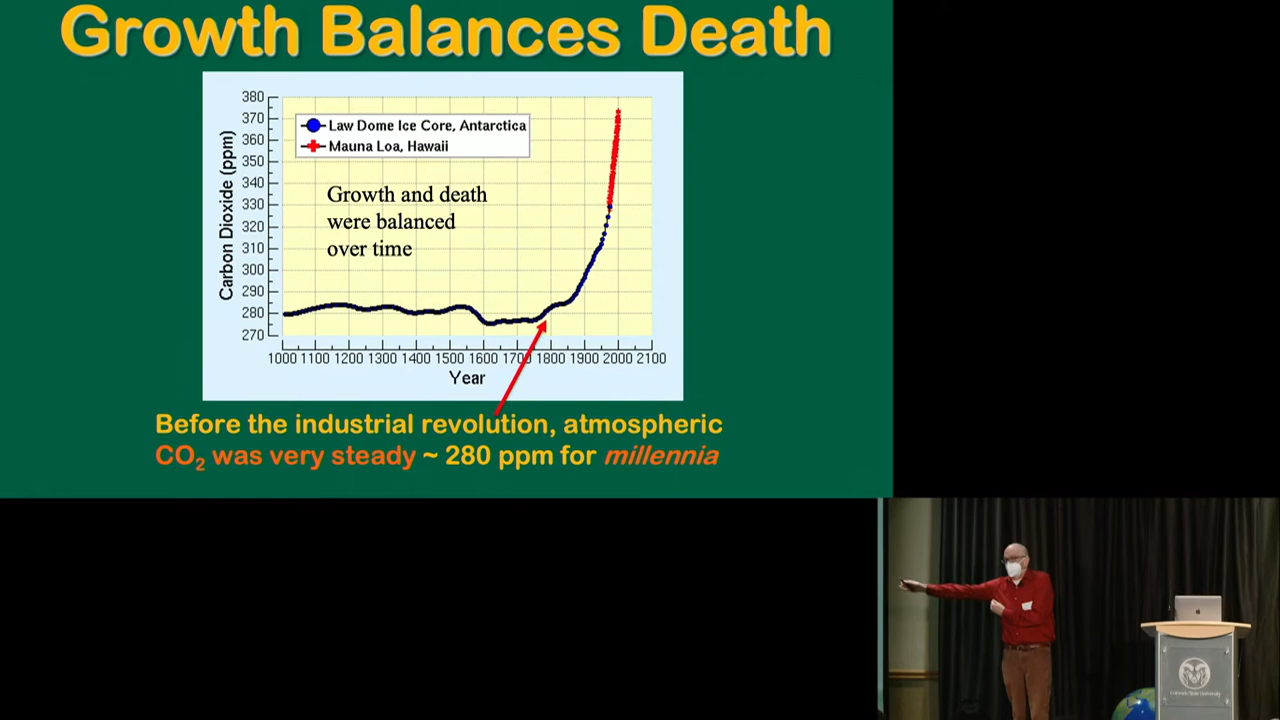 Growth Balances Death
380
370
360
350
340
330
320
310
300
290
280
270
Carbon Dioxide (ppm)
Law Dome Ice Core, Antarctica
Mauna Loa, Hawaii
Growth and death
were balanced
over time
1000 1100 1200 1300 1400 1500 1600 1700 1800 1900 2000 2100
Year
Before the industrial revolution, atmospheric
CO₂ was very steady ~ 280 ppm for millennia
Colorado State University